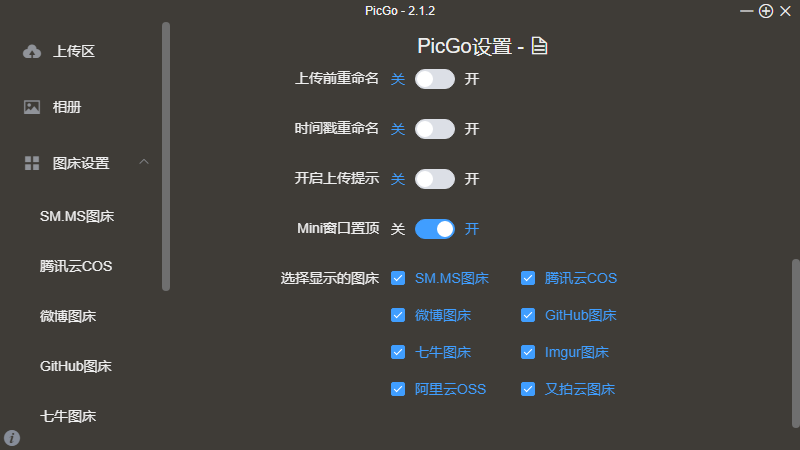 PicGo - 2.1.2
上传区
相册
图床设置
SM.MS图床
腾讯云COS
微博图床
GitHub图床
七牛图床
PicGo设置 -
上传前重命名 关 开
时间戳重命名 关 开
开启上传提示 关 开
Mini窗口置顶 关 开
选择显示的图床 SM.MS图床 腾讯云COS
微博图床 GitHub图床
七牛图床 Imgur图床
阿里云OSS 又拍云图床